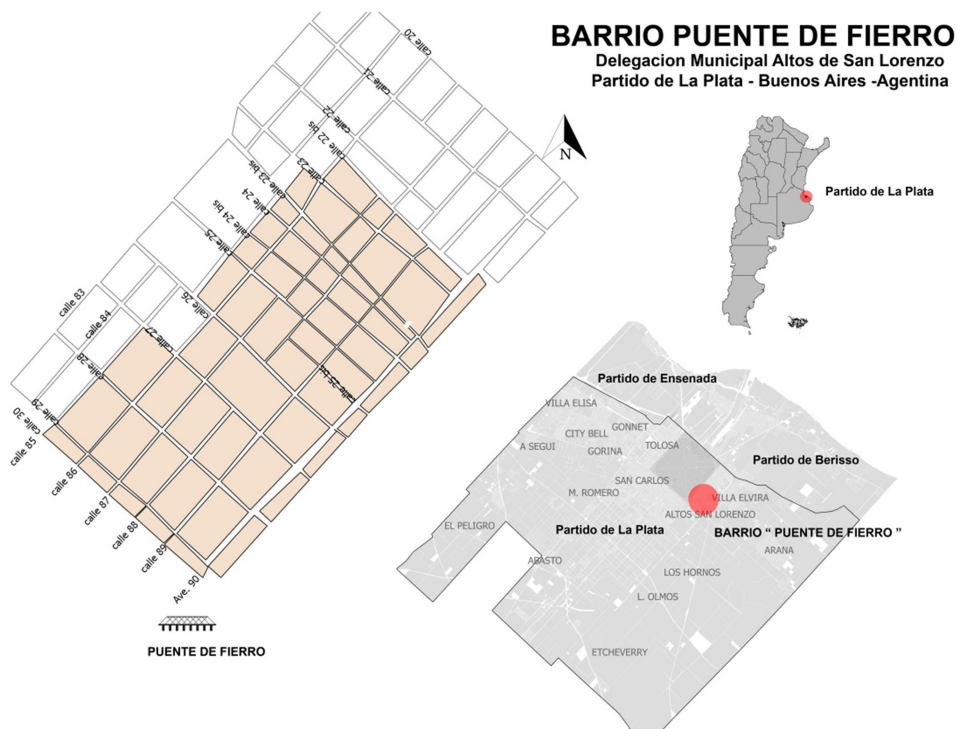 BARRIO PUENTE DE FIERRO
Delegacion Municipal Altos de San Lorenzo
Partido de La Plata - Buenos Aires -Agentina
N
Partido de La Plata
calle 20
calle 21
calle 22
calle 22 bis
calle 23
calle 23 bis
calle 24
calle 24 bis
calle 25
calle 25 bis
calle 26
calle 27
calle 28
calle 29
calle 30
calle 83
calle 84
calle 85
calle 86
calle 87
calle 88
calle 89
Ave. 90
PUENTE DE FIERRO
Partido de Ensenada
VILLA ELISA
GONNET
CITY BELL
TOLOSA
A SEGUI
GORINA
Partido de Berisso
SAN CARLOS
M. ROMERO
VILLA ELVIRA
ALTOS SAN LORENZO
EL PELIGRO
Partido de La Plata
BARRIO “ PUENTE DE FIERRO ”
ARANA
ABASTO
LOS HORNOS
L. OLMOS
ETCHEVERRY